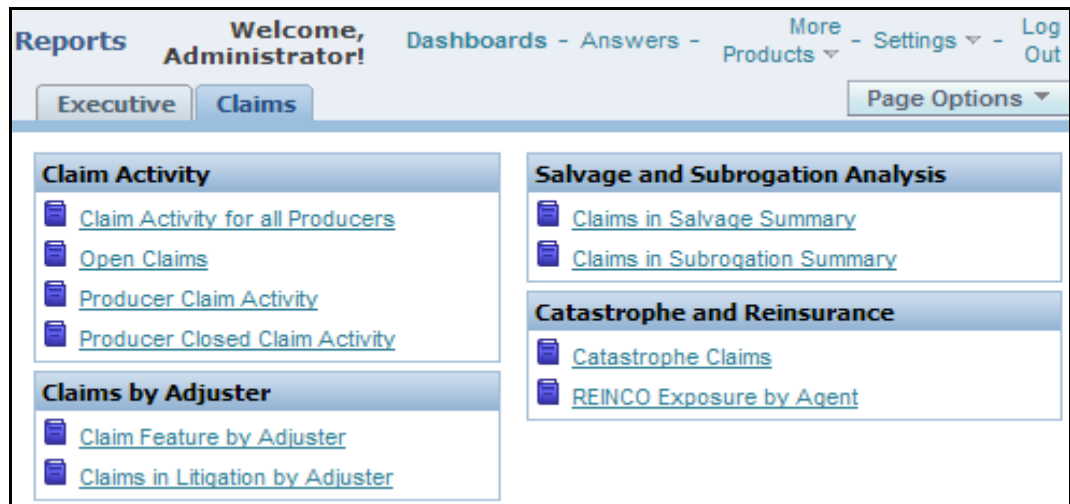 Reports
Welcome, Administrator!
Dashboards - Answers - More Products - Settings - Log Out
Executive
Claims
Page Options
Claim Activity
Claim Activity for all Producers
Open Claims
Producer Claim Activity
Producer Closed Claim Activity
Claims by Adjuster
Claim Feature by Adjuster
Claims in Litigation by Adjuster
Salvage and Subrogation Analysis
Claims in Salvage Summary
Claims in Subrogation Summary
Catastrophe and Reinsurance
Catastrophe Claims
REINCO Exposure by Agent